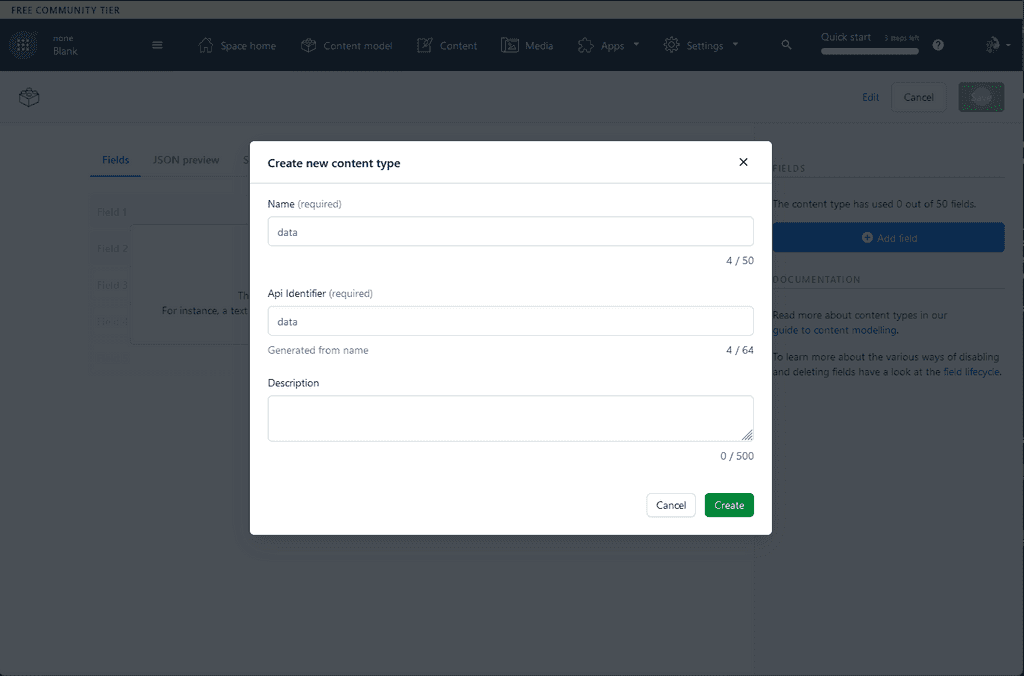 FREE COMMUNITY TIER
none
Blank
Space home
Content model
Content
Media
Apps
Settings
Quick start
3 steps left
Edit
Cancel
Fields
JSON preview
S
Field 1
Field 2
Field 3
Th
For instance, a text
Create new content type
Name (required)
data
4 / 50
Api Identifier (required)
data
Generated from name
4 / 64
Description
0 / 500
Cancel
Create
FIELDS
The content type has used 0 out of 50 fields.
Add field
DOCUMENTATION
Read more about content types in our
guide to content modelling.
To learn more about the various ways of disabling
and deleting fields have a look at the field lifecycle.